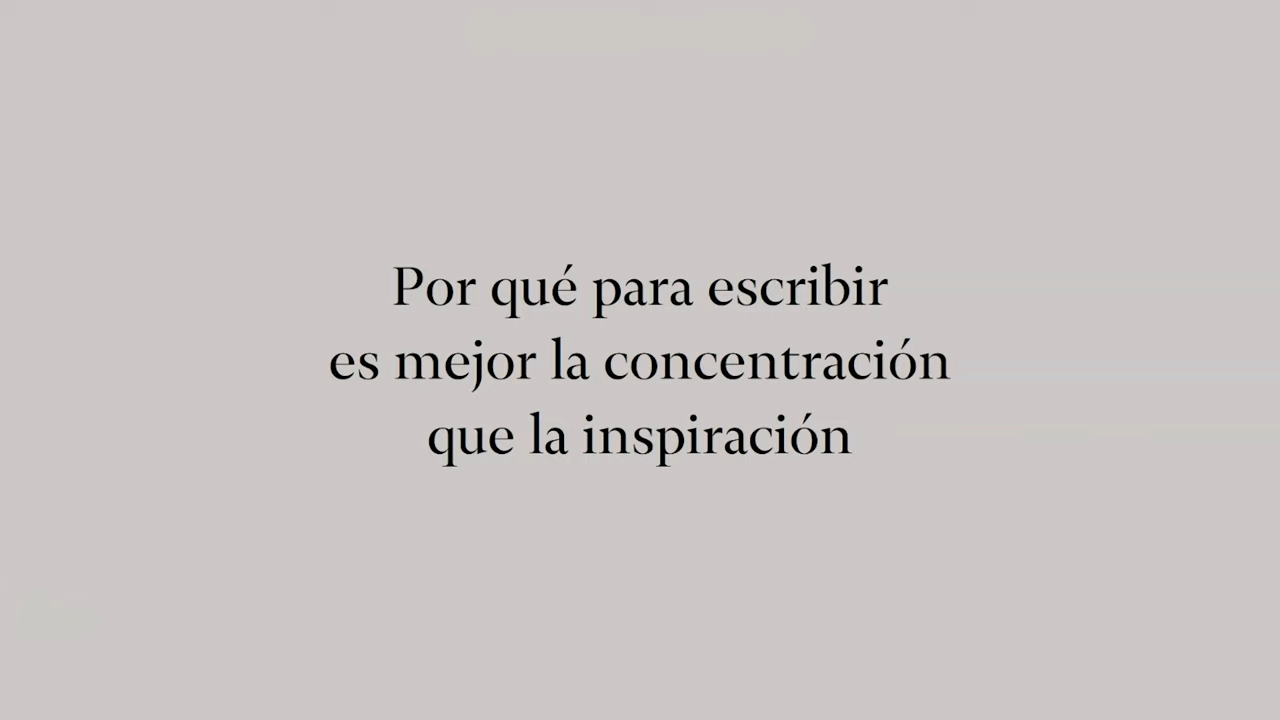 Por qué para escribir
es mejor la concentración
que la inspiración